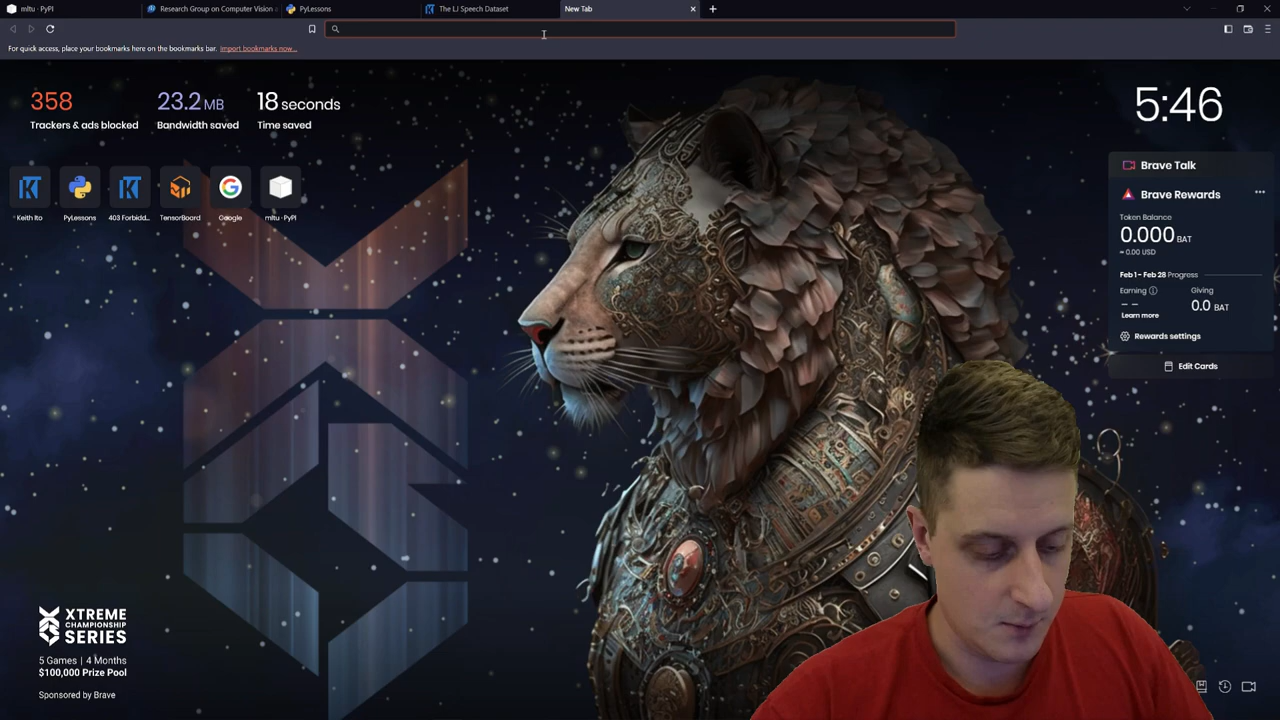 mltu · PyPI
Research Group on Computer Vision
PyLessons
The LJ Speech Dataset
New Tab
For quick access, place your bookmarks here on the bookmarks bar. Import bookmarks now...
358
Trackers & ads blocked
23.2 MB
Bandwidth saved
18 seconds
Time saved
5:46
Keith Ito
PyLessons
403 Forbidd...
TensorBoard
Google
mltu · PyPI
Brave Talk
Brave Rewards
Token Balance
0.000 BAT
≈ 0.00 USD
Feb 1 - Feb 28 Progress
Earning
Giving
-- 
0.0 BAT
Learn more
Rewards settings
Edit Cards
XTREME
CHAMPIONSHIP
SERIES
5 Games | 4 Months
$100,000 Prize Pool
Sponsored by Brave